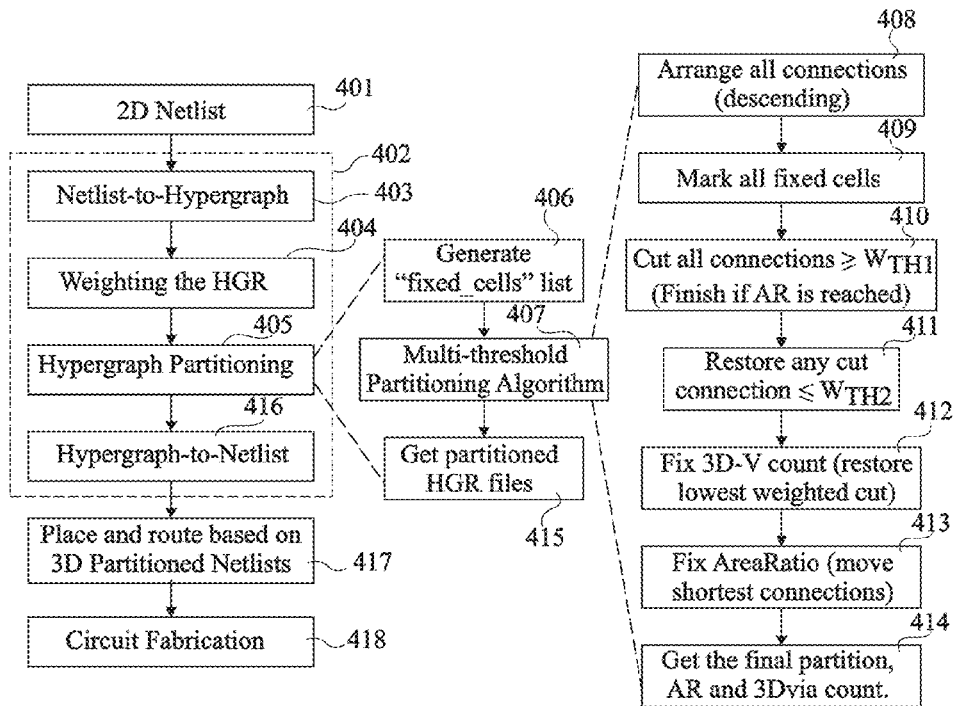 2D Netlist
401
402
Netlist-to-Hypergraph
403
Weighting the HGR
404
Hypergraph Partitioning
405
Hypergraph-to-Netlist
416
Place and route based on
3D Partitioned Netlists
417
Circuit Fabrication
418
406
Generate
"fixed_cells" list
407
Multi-threshold
Partitioning Algorithm
Get partitioned
HGR files
415
408
Arrange all connections
(descending)
409
Mark all fixed cells
410
Cut all connections ⩾ WTH1
(Finish if AR is reached)
411
Restore any cut
connection ⩽ WTH2
412
Fix 3D-V count (restore
lowest weighted cut)
413
Fix AreaRatio (move
shortest connections)
414
Get the final partition,
AR and 3Dvia count.